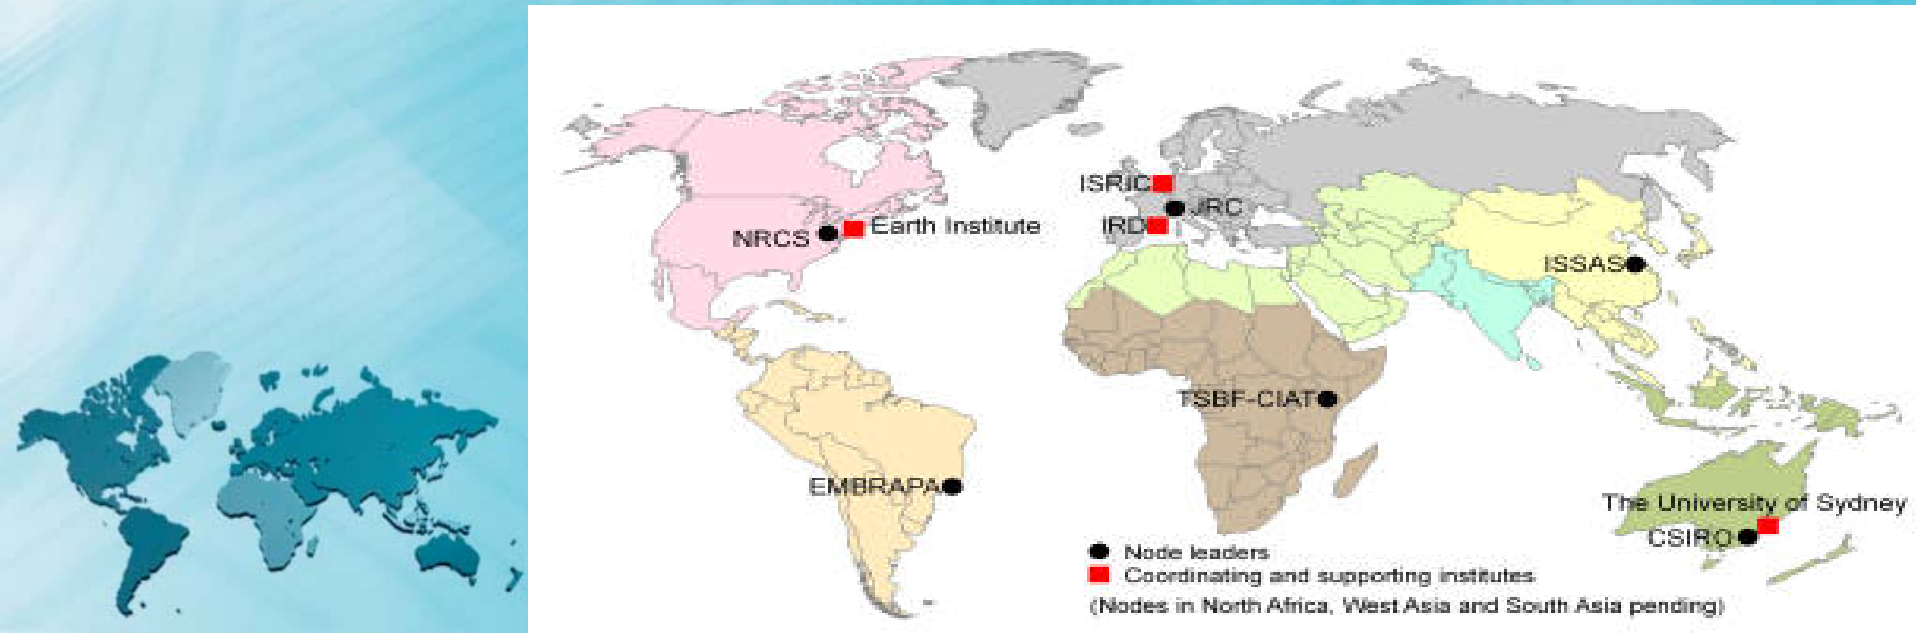 ISRIC
JRC
IRD
Earth Institute
NRCS
ISSAS
TSBF-CIAT
EMBRAPA
The University of Sydney
CSIRO
Node leaders
Coordinating and supporting institutes
(Nodes in North Africa, West Asia and South Asia pending)